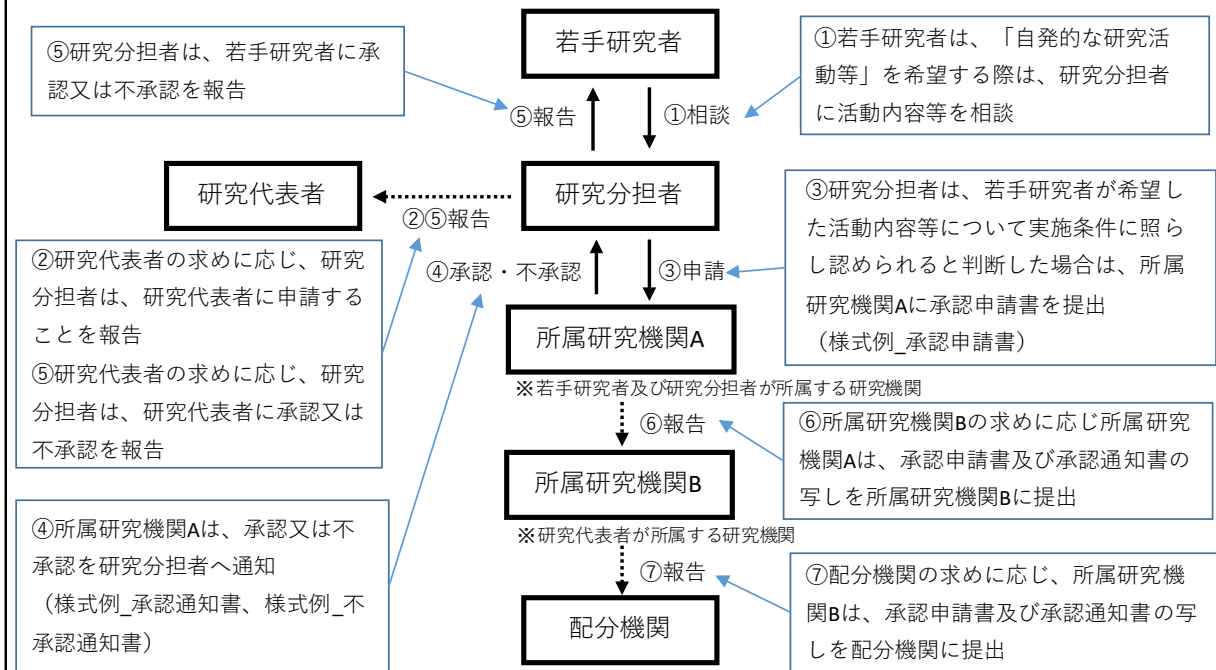 若手研究者
⑤研究分担者は、若手研究者に承
認又は不承認を報告
①若手研究者は、「自発的な研究活
動等」を希望する際は、研究分担者
に活動内容等を相談
⑤報告
①相談
研究代表者
研究分担者
②⑤報告
③研究分担者は、若手研究者が希望し
た活動内容等について実施条件に照ら
し認められると判断した場合は、所属
研究機関Aに承認申請書を提出
（様式例_承認申請書）
②研究代表者の求めに応じ、研究
分担者は、研究代表者に申請する
ことを報告
⑤研究代表者の求めに応じ、研究
分担者は、研究代表者に承認又は
不承認を報告
④承認・不承認
③申請
所属研究機関A
※若手研究者及び研究分担者が所属する研究機関
⑥報告
⑥所属研究機関Bの求めに応じ所属研究
機関Aは、承認申請書及び承認通知書の
写しを所属研究機関Bに提出
所属研究機関B
※研究代表者が所属する研究機関
④所属研究機関Aは、承認又は不
承認を研究分担者へ通知
（様式例_承認通知書、様式例_不
承認通知書）
⑦報告
⑦配分機関の求めに応じ、所属研究機
関Bは、承認申請書及び承認通知書の写
しを配分機関に提出
配分機関